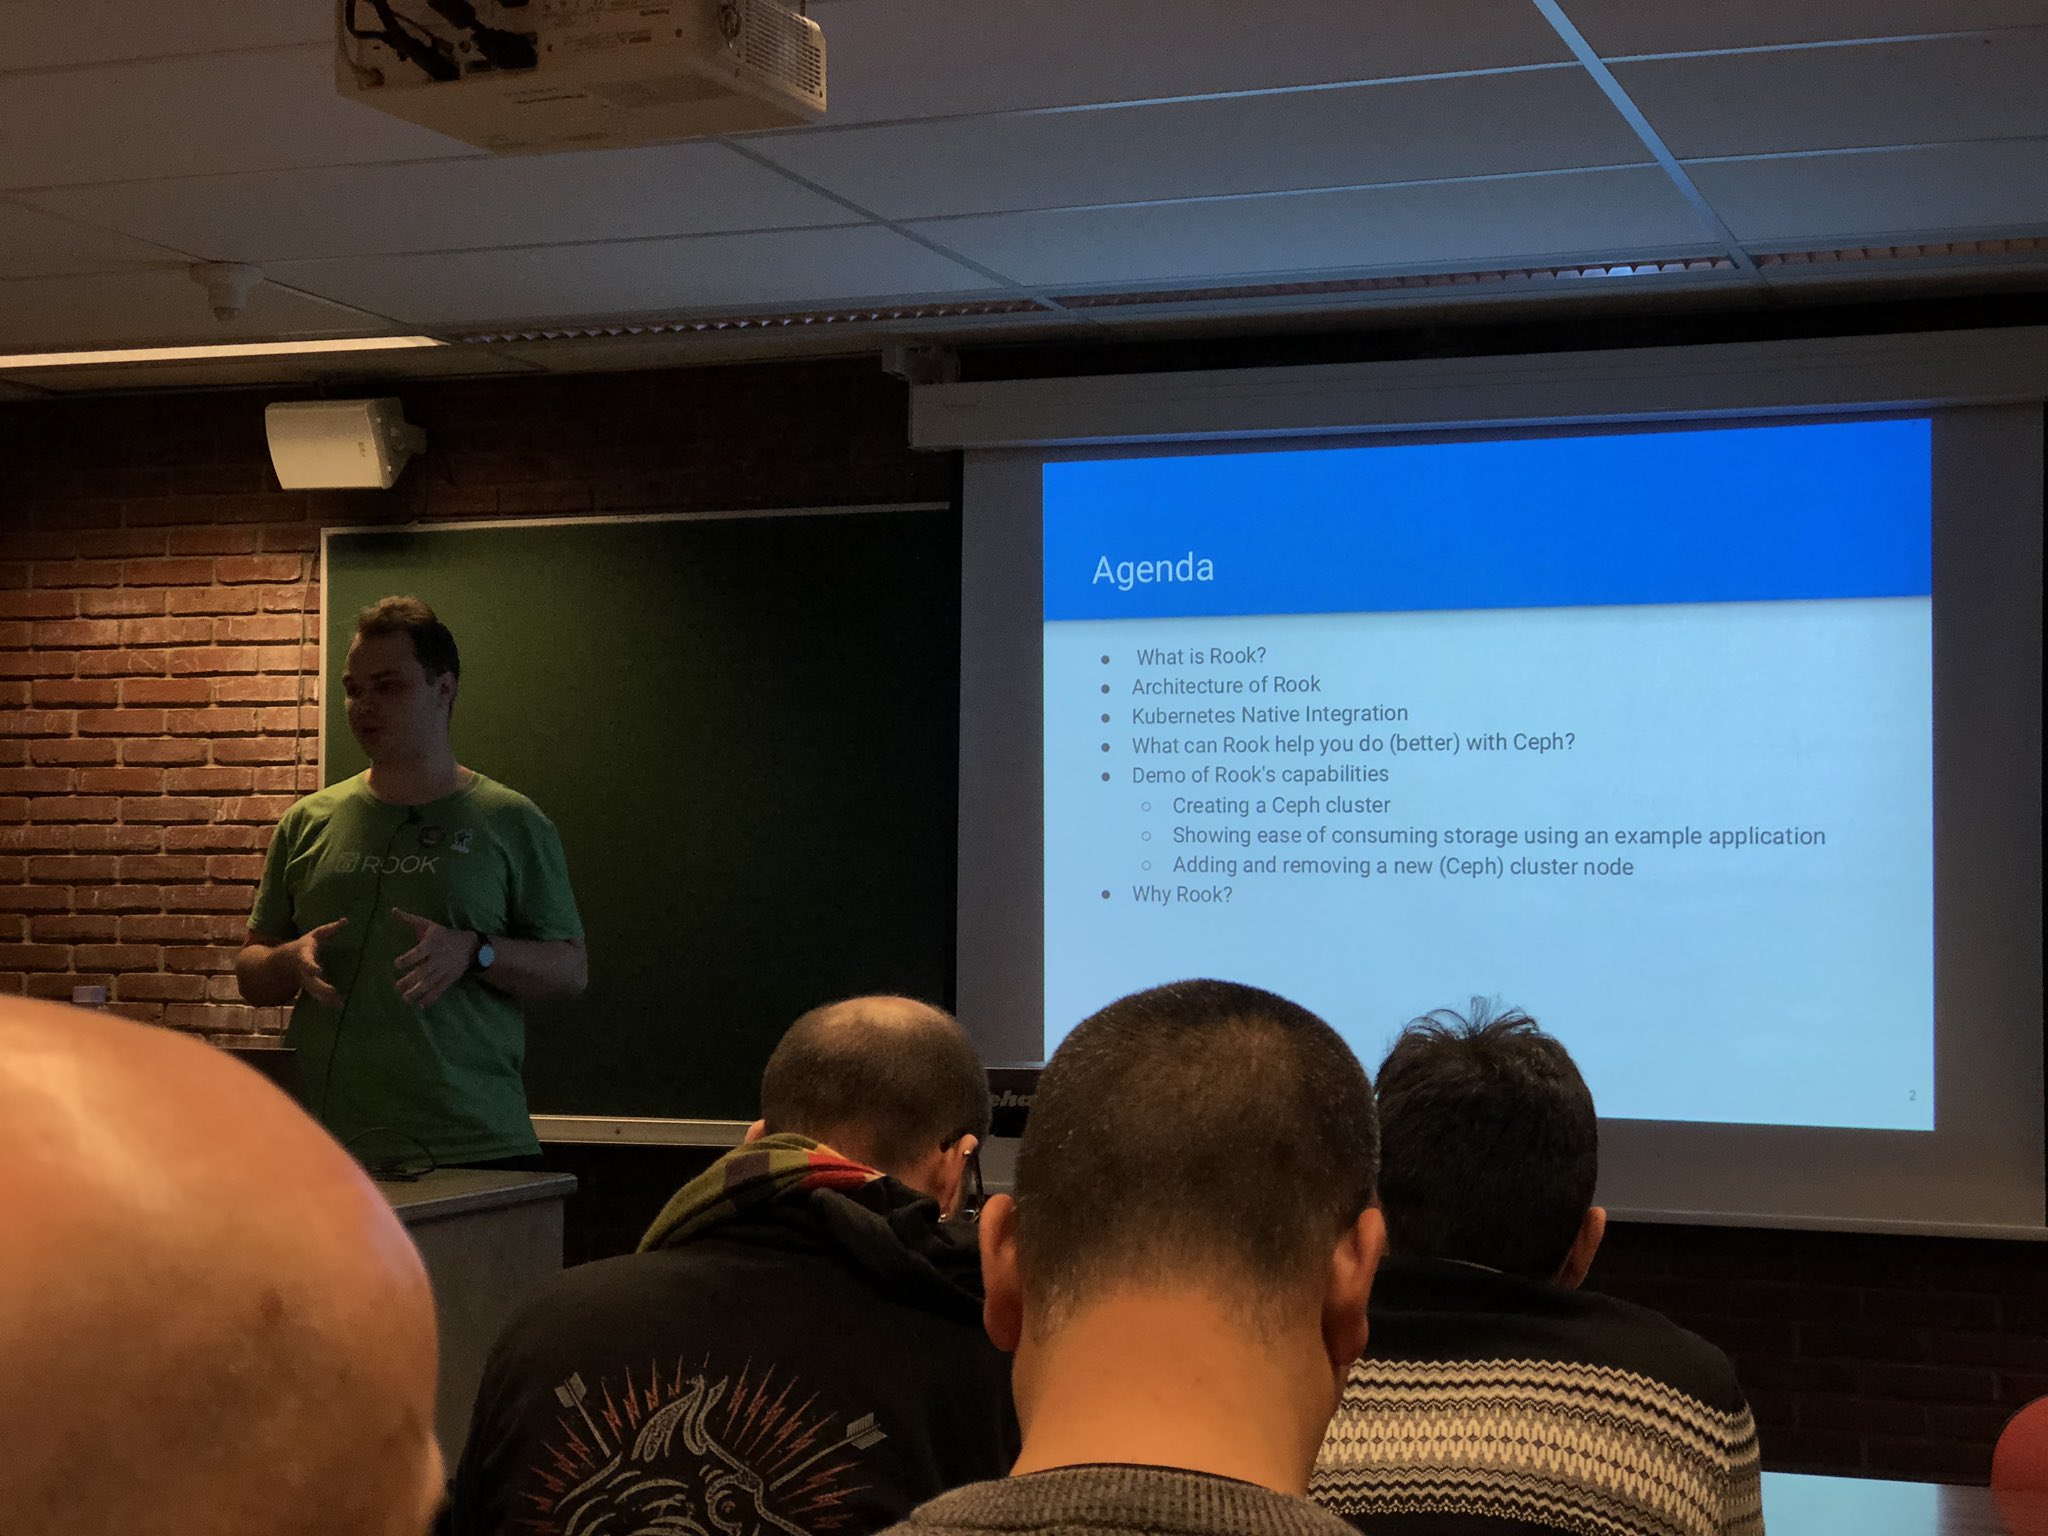 Agenda
What is Rook?
Architecture of Rook
Kubernetes Native Integration
What can Rook help you do (better) with Ceph?
Demo of Rook's capabilities
Creating a Ceph cluster
Showing ease of consuming storage using an example application
Adding and removing a new (Ceph) cluster node
Why Rook?
2
ROOK